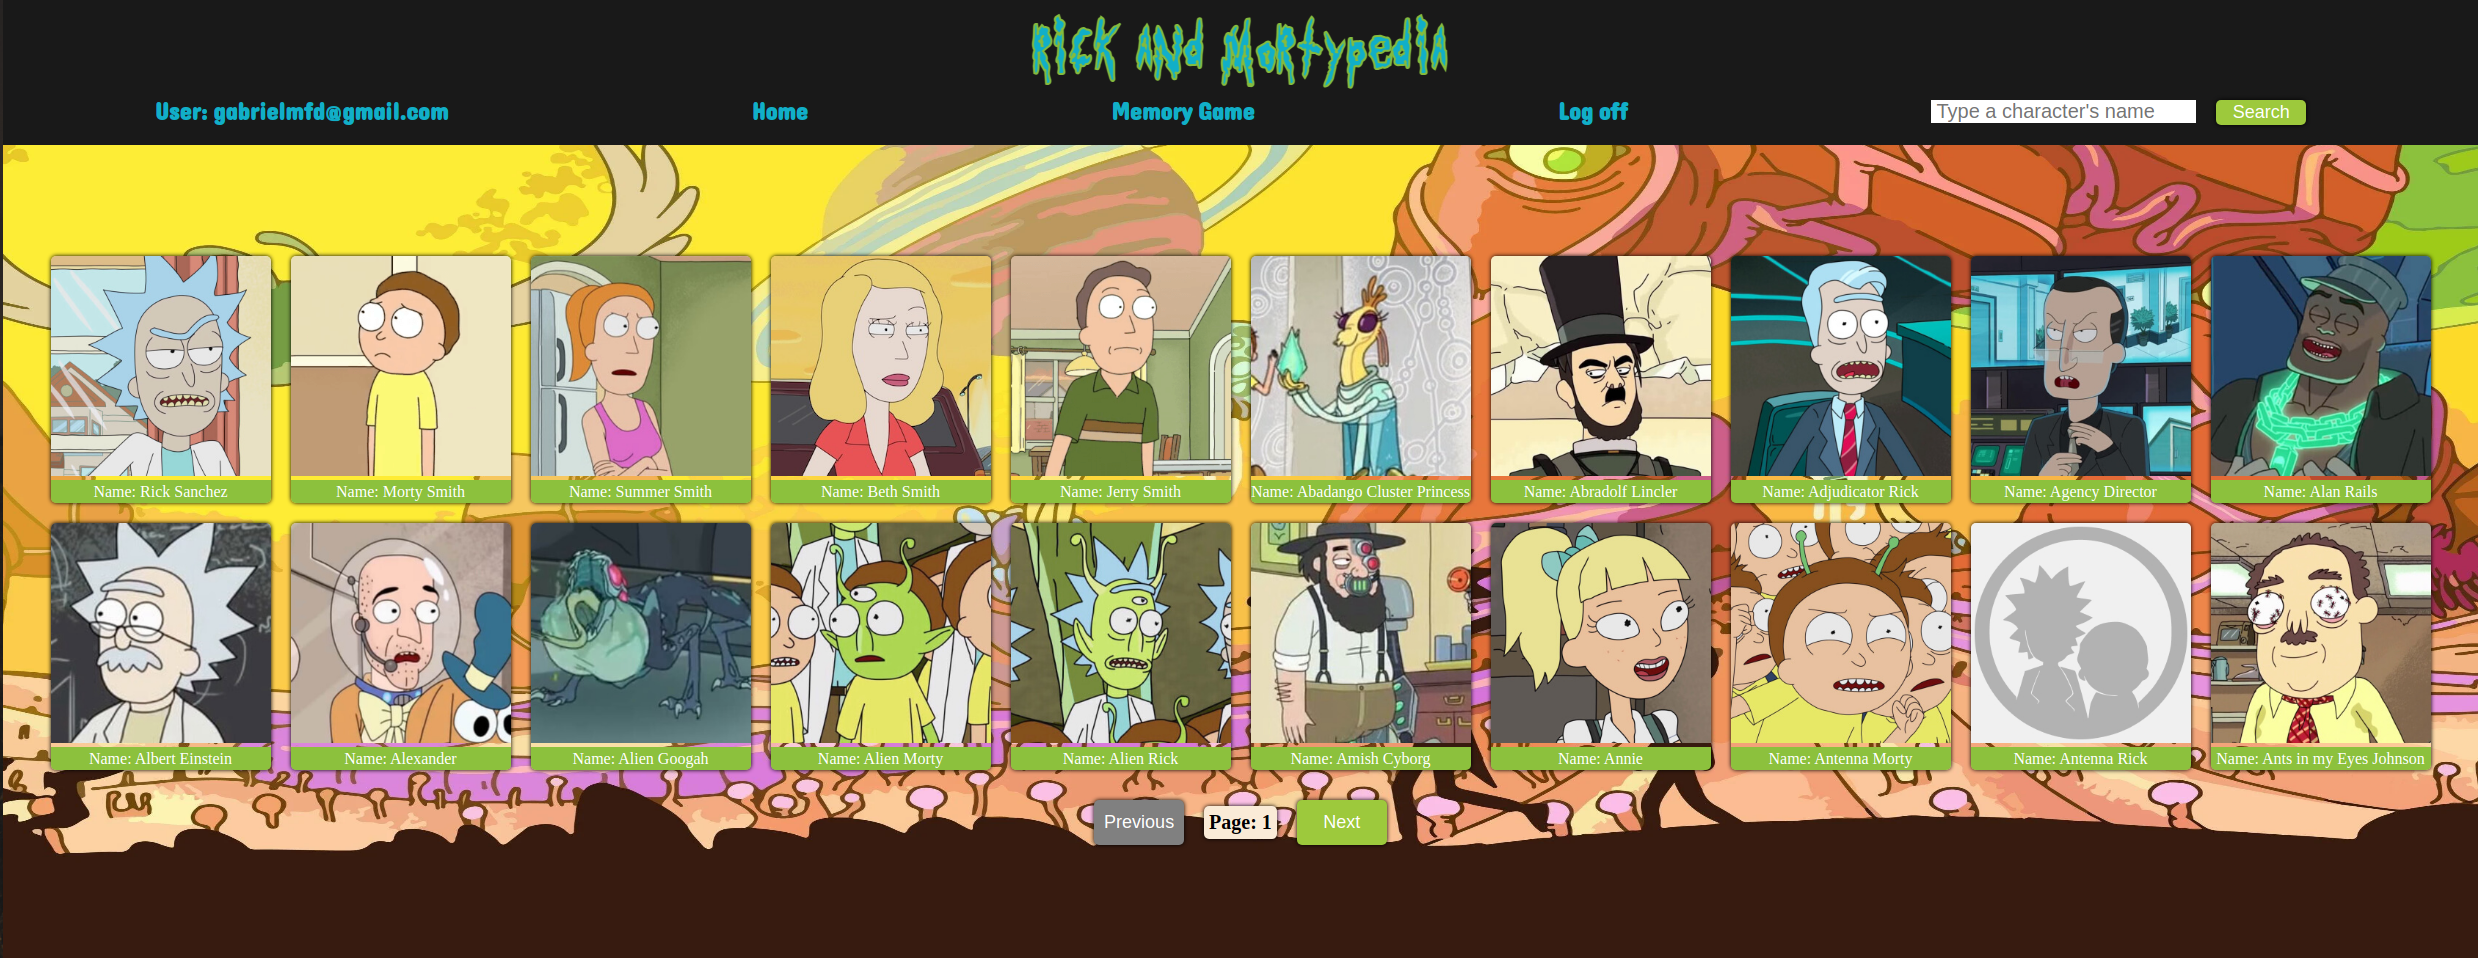 Rick and Mortypedia
User: gabrielmfd@gmail.com
Home
Memory Game
Log off
Type a character's name
Search
Name: Rick Sanchez
Name: Morty Smith
Name: Summer Smith
Name: Beth Smith
Name: Jerry Smith
Name: Abadango Cluster Princess
Name: Abradolf Lincler
Name: Adjudicator Rick
Name: Agency Director
Name: Alan Rails
Name: Albert Einstein
Name: Alexander
Name: Alien Googah
Name: Alien Morty
Name: Alien Rick
Name: Amish Cyborg
Name: Annie
Name: Antenna Morty
Name: Antenna Rick
Name: Ants in my Eyes Johnson
Previous
Page: 1
Next